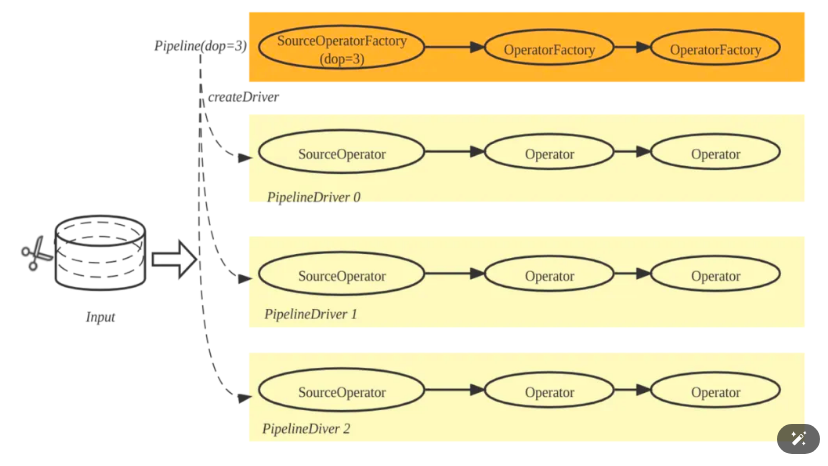 Pipeline(dop=3)
SourceOperatorFactory
(dop=3)
OperatorFactory
OperatorFactory
createDriver
SourceOperator
Operator
Operator
PipelineDriver 0
SourceOperator
Operator
Operator
PipelineDriver 1
Input
SourceOperator
Operator
Operator
PipelineDiver 2